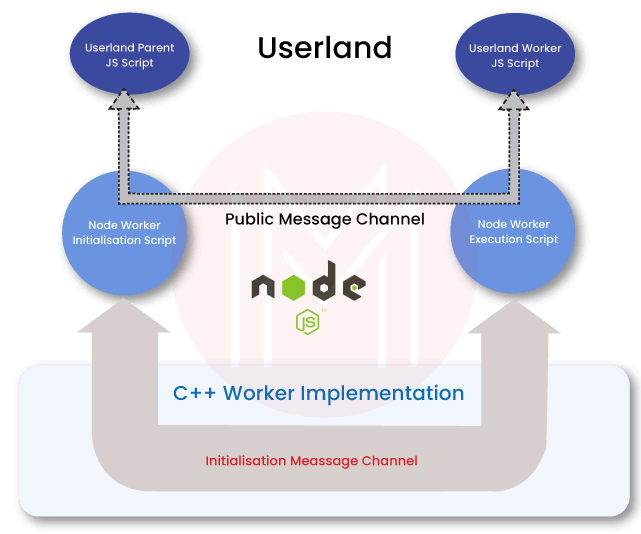 Userland Parent
JS Script
Userland
Userland Worker
JS Script
Public Message Channel
Node Worker
Initialisation Script
Node Worker
Execution Script
node
JS
™
C++ Worker Implementation
Initialisation Meassage Channel